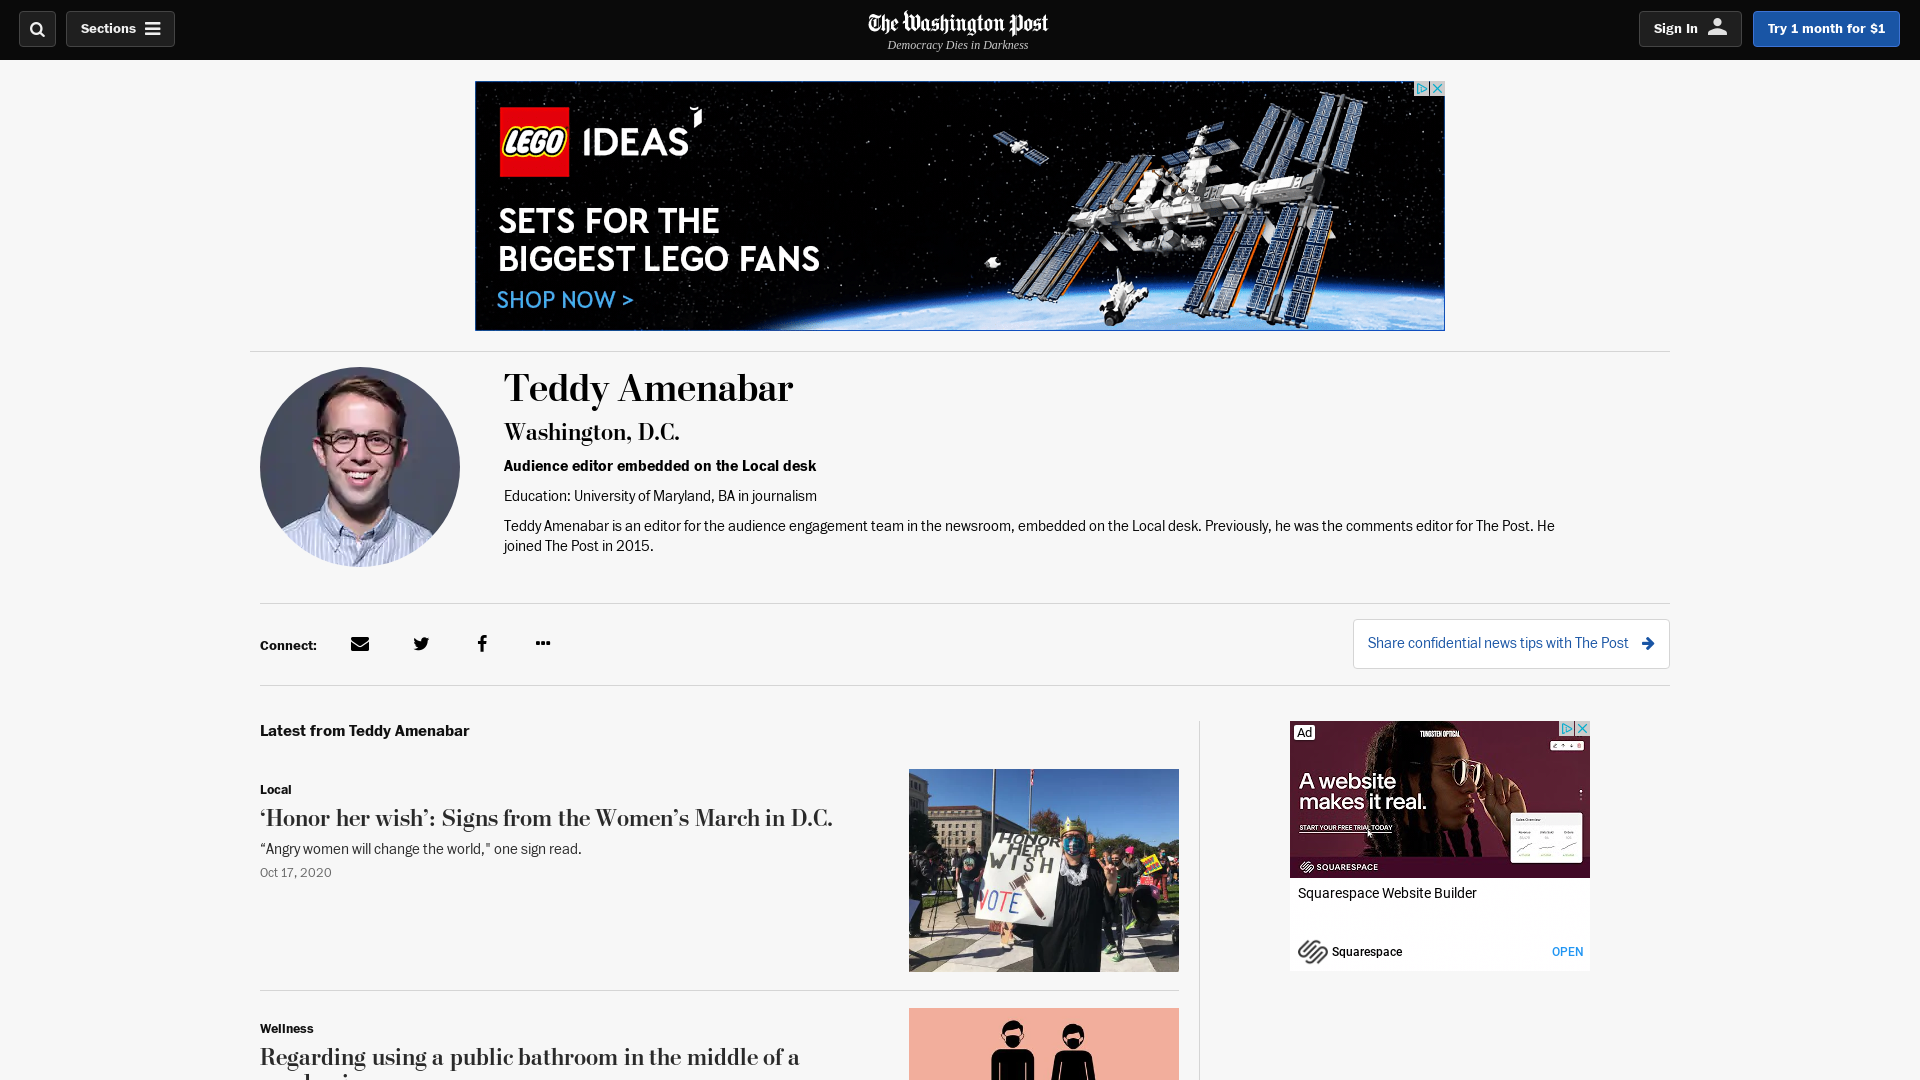 Sections
The Washington Post
Democracy Dies in Darkness
Sign In
Try 1 month for $1
LEGO IDEAS
SETS FOR THE
BIGGEST LEGO FANS
SHOP NOW >
Teddy Amenabar
Washington, D.C.
Audience editor embedded on the Local desk
Education: University of Maryland, BA in journalism
Teddy Amenabar is an editor for the audience engagement team in the newsroom, embedded on the Local desk. Previously, he was the comments editor for The Post. He
joined The Post in 2015.
Connect:
Share confidential news tips with The Post
Latest from Teddy Amenabar
Local
‘Honor her wish’: Signs from the Women’s March in D.C.
“Angry women will change the world," one sign read.
Oct 17, 2020
HONOR
HER
WISH
VOTE
Wellness
Regarding using a public bathroom in the middle of a
Ad
TUNGSTEN OPTICAL
A website
makes it real.
START YOUR FREE TRIAL TODAY
Sales Overview
SQUARESPACE
Squarespace Website Builder
Squarespace
OPEN